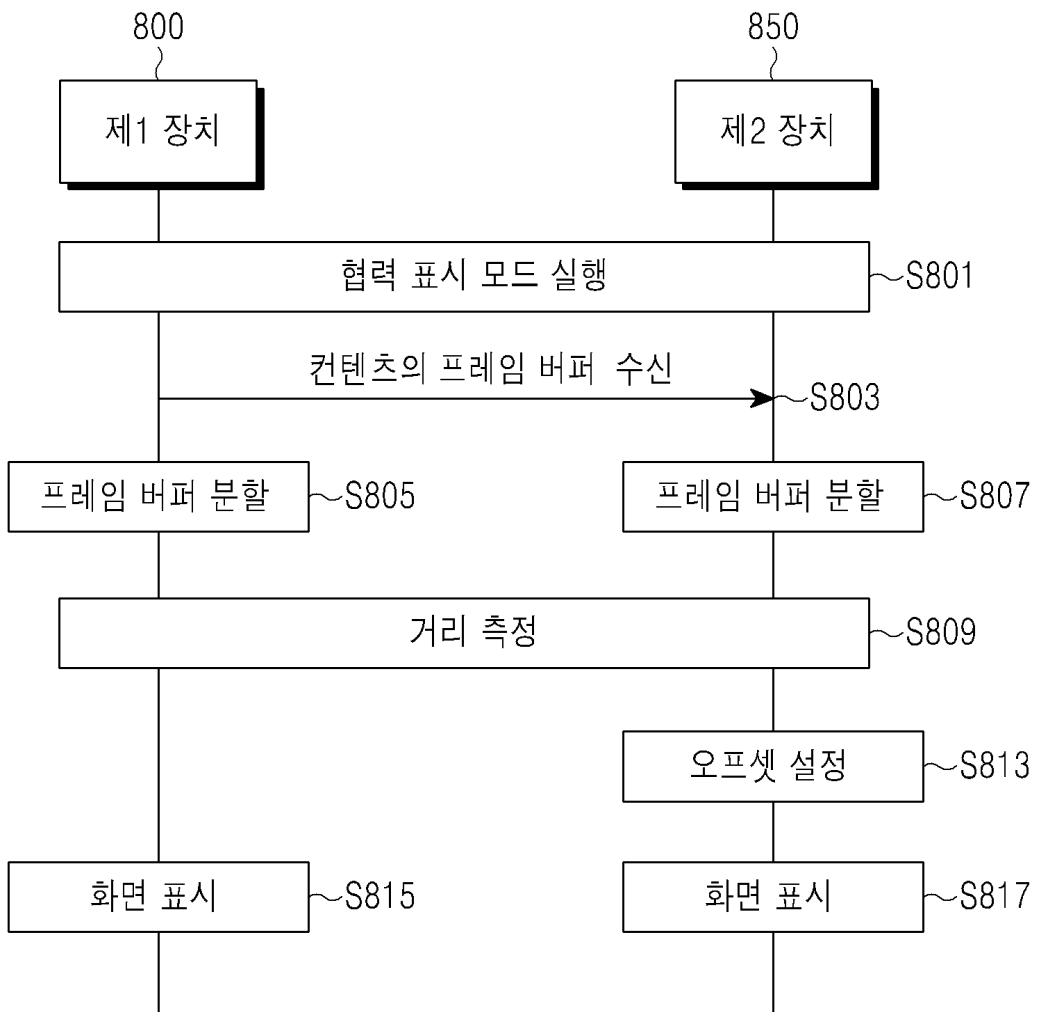 800
850
제1 장치
제2 장치
협력 표시 모드 실행
S801
컨텐츠의 프레임 버퍼 수신
S803
프레임 버퍼 분할
S805
프레임 버퍼 분할
S807
거리 측정
S809
오프셋 설정
S813
화면 표시
S815
화면 표시
S817